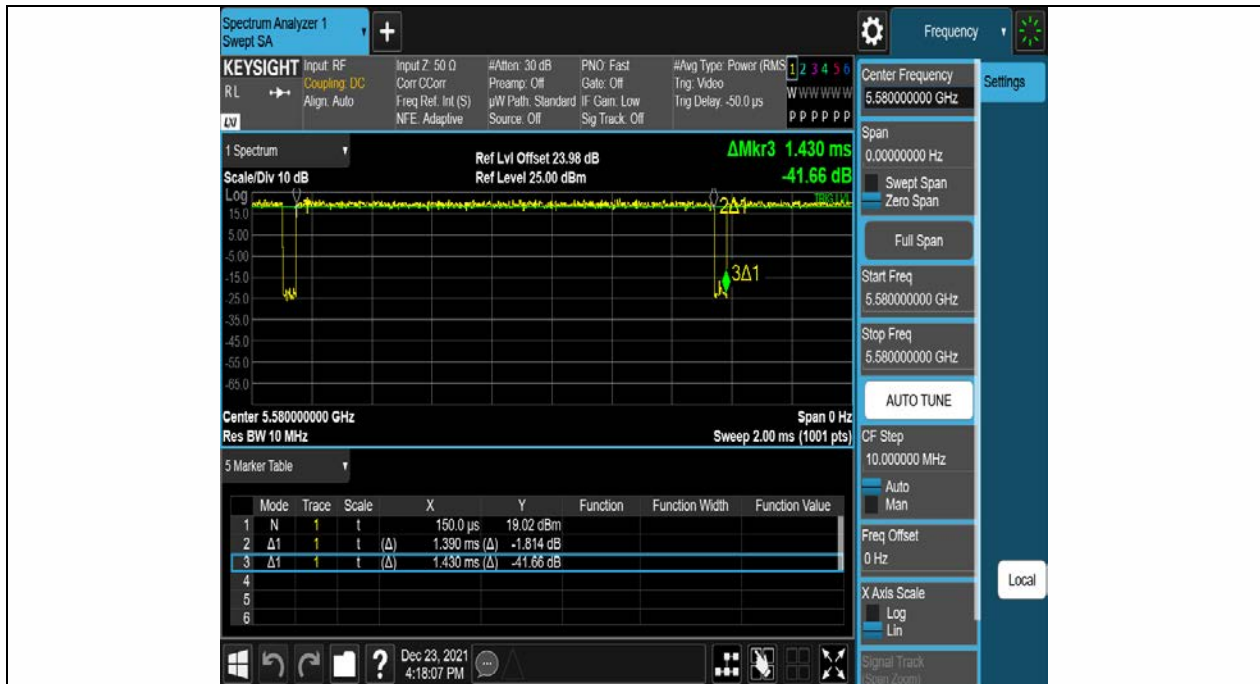 Spectrum Analyzer 1
Swept SA
+
Frequency
KEYSIGHT
RL
LXI
Input: RF
Coupling: DC
Align: Auto
Input Z: 50 Ω
Corr CCorr
Freq Ref: Int (S)
NFE: Adaptive
#Atten: 30 dB
Preamp: Off
µW Path: Standard
Source: Off
PNO: Fast
Gate: Off
IF Gain: Low
Sig Track: Off
#Avg Type: Power (RMS
Trig: Video
Trig Delay: -50.0 µs
1 2 3 4 5 6
W W W W W W
P P P P P P
1 Spectrum
Scale/Div 10 dB
Ref Lvl Offset 23.98 dB
Ref Level 25.00 dBm
ΔMkr3 1.430 ms
-41.66 dB
Log
15.0
5.00
-5.00
-15.0
-25.0
-35.0
-45.0
-55.0
-65.0
1
2Δ1
TRIG LVL
3Δ1
Center 5.580000000 GHz
Res BW 10 MHz
Span 0 Hz
Sweep 2.00 ms (1001 pts)
5 Marker Table
Mode Trace Scale X Y Function Function Width Function Value
1 N 1 t 150.0 µs 19.02 dBm
2 Δ1 1 t (Δ) 1.390 ms (Δ) -1.814 dB
3 Δ1 1 t (Δ) 1.430 ms (Δ) -41.66 dB
4
5
6
?
Dec 23, 2021
4:18:07 PM
Center Frequency
5.580000000 GHz
Span
0.00000000 Hz
Swept Span
Zero Span
Full Span
Start Freq
5.580000000 GHz
Stop Freq
5.580000000 GHz
AUTO TUNE
CF Step
10.000000 MHz
Auto
Man
Freq Offset
0 Hz
X Axis Scale
Log
Lin
Signal Track
(Span Zoom)
Settings
Local